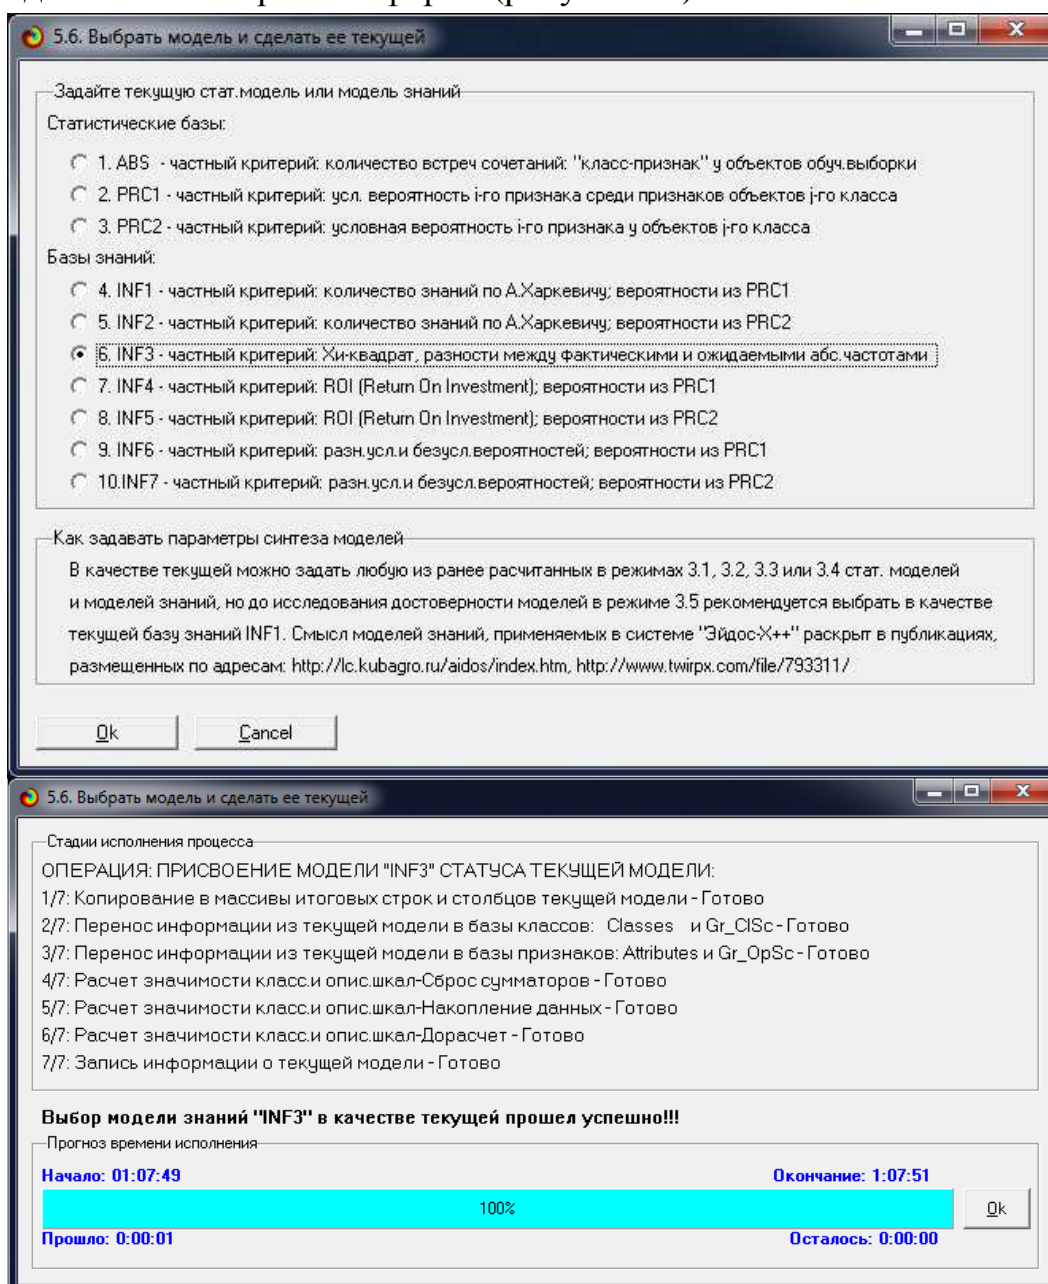 5.6. Выбрать модель и сделать ее текущей
Задайте текущую стат.модель или модель знаний
Статистические базы:
1. ABS - частный критерий: количество встреч сочетаний: "класс-признак" у объектов обуч.выборки
2. PRC1 - частный критерий: усл. вероятность i-го признака среди признаков объектов j-го класса
3. PRC2 - частный критерий: условная вероятность i-го признака у объектов j-го класса
Базы знаний:
4. INF1 - частный критерий: количество знаний по А.Харкевичу; вероятности из PRC1
5. INF2 - частный критерий: количество знаний по А.Харкевичу; вероятности из PRC2
6. INF3 - частный критерий: Хи-квадрат, разности между фактическими и ожидаемыми абс.частотами
7. INF4 - частный критерий: ROI (Return On Investment); вероятности из PRC1
8. INF5 - частный критерий: ROI (Return On Investment); вероятности из PRC2
9. INF6 - частный критерий: разн.усл.и безусл.вероятностей; вероятности из PRC1
10.INF7 - частный критерий: разн.усл.и безусл.вероятностей; вероятности из PRC2
Как задавать параметры синтеза моделей
В качестве текущей можно задать любую из ранее расчитанных в режимах 3.1, 3.2, 3.3 или 3.4 стат. моделей
и моделей знаний, но до исследования достоверности моделей в режиме 3.5 рекомендуется выбрать в качестве
текущей базу знаний INF1. Смысл моделей знаний, применяемых в системе "Эйдос-X++" раскрыт в публикациях,
размещенных по адресам: http://lc.kubagro.ru/aidos/index.htm, http://www.twirpx.com/file/793311/
Ok Cancel
5.6. Выбрать модель и сделать ее текущей
Стадии исполнения процесса
ОПЕРАЦИЯ: ПРИСВОЕНИЕ МОДЕЛИ "INF3" СТАТУСА ТЕКУЩЕЙ МОДЕЛИ:
1/7: Копирование в массивы итоговых строк и столбцов текущей модели - Готово
2/7: Перенос информации из текущей модели в базы классов: Classes и Gr_ClSc - Готово
3/7: Перенос информации из текущей модели в базы признаков: Attributes и Gr_OpSc - Готово
4/7: Расчет значимости класс.и опис.шкал-Сброс сумматоров - Готово
5/7: Расчет значимости класс.и опис.шкал-Накопление данных - Готово
6/7: Расчет значимости класс.и опис.шкал-Дорасчет - Готово
7/7: Запись информации о текущей модели - Готово
Выбор модели знаний "INF3" в качестве текущей прошел успешно!!!
Прогноз времени исполнения
Начало: 01:07:49 Окончание: 1:07:51
100% Ok
Прошло: 0:00:01 Осталось: 0:00:00